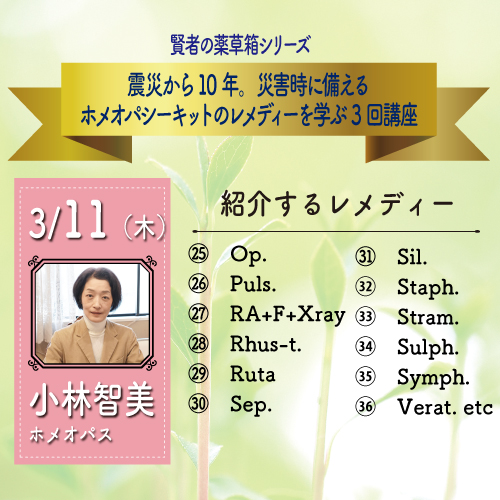 賢者の薬草箱シリーズ
震災から10年。災害時に備える
ホメオパシーキットのレメディーを学ぶ3回講座
3/11（木）
小林智美
ホメオパス
紹介するレメディー
㉕ Op.
㉖ Puls.
㉗ RA+F+Xray
㉘ Rhus-t.
㉙ Ruta
㉚ Sep.
㉛ Sil.
㉜ Staph.
㉝ Stram.
㉞ Sulph.
㉟ Symph.
㊱ Verat. etc